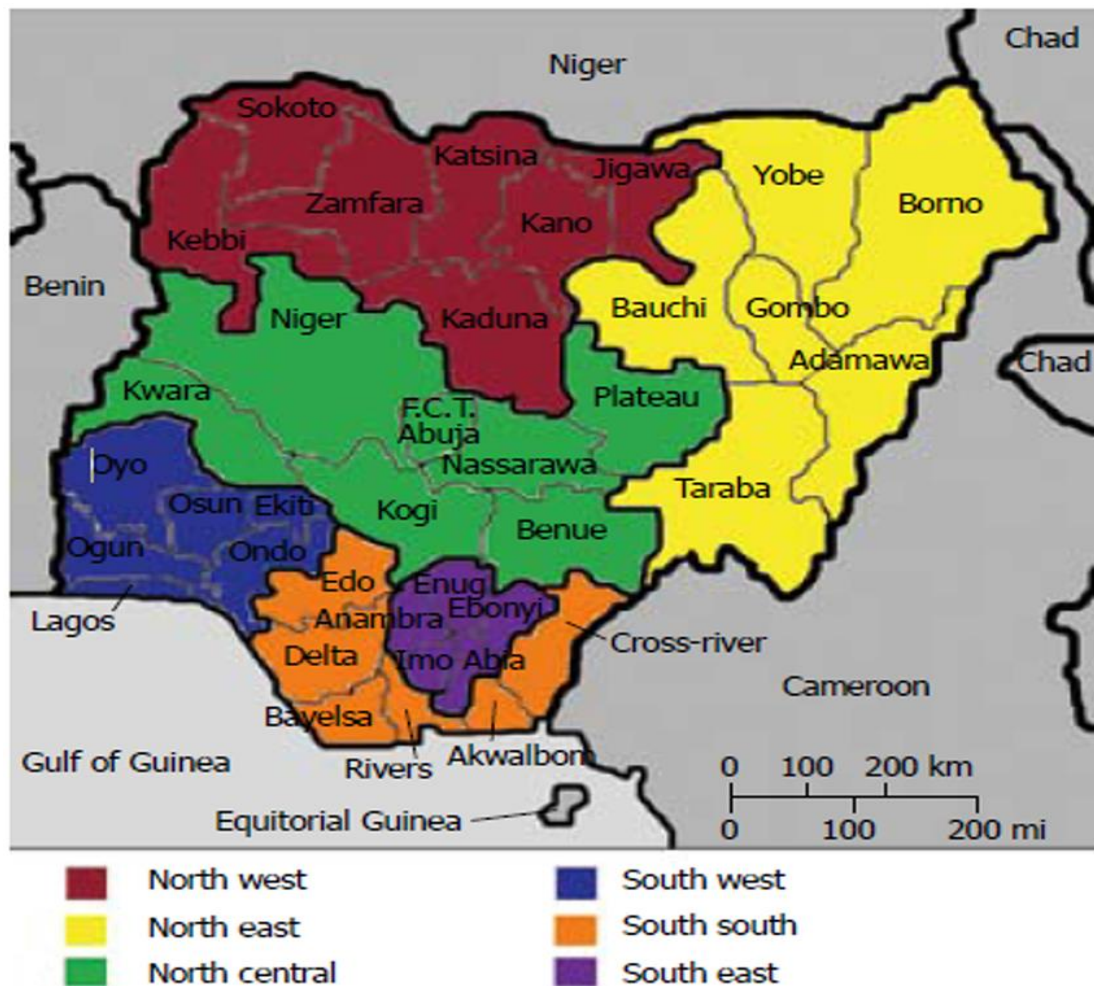 Chad
Niger
Sokoto
Katsina
Jigawa
Yobe
Zamfara
Borno
Kano
Kebbi
Benin
Bauchi
Gombo
Niger
Kaduna
Adamawa
Chad
Kwara
Plateau
F.C.T.
Abuja
Oyo
Nassarawa
Taraba
Osun
Ekiti
Kogi
Benue
Ogun
Ondo
Edo
Enug
Ebonyi
Lagos
Anambra
Cross-river
Delta
Imo
Abia
Cameroon
Bayelsa
Gulf of Guinea
Rivers
Akwalbom
0 100 200 km
Equitorial Guinea
0 100 200 mi
North west
South west
North east
South south
North central
South east